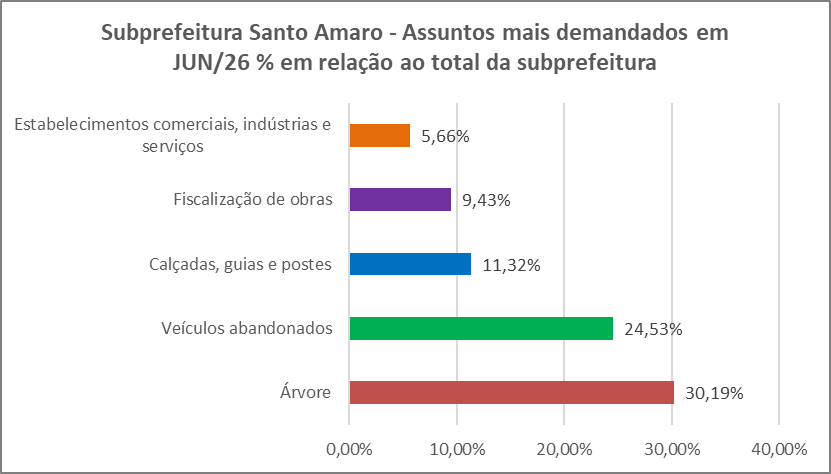 Subprefeitura Santo Amaro - Assuntos mais demandados em
JUN/26 % em relação ao total da subprefeitura
Estabelecimentos comerciais, indústrias e
serviços
5,66%
Fiscalização de obras
9,43%
Calçadas, guias e postes
11,32%
Veículos abandonados
24,53%
Árvore
30,19%
0,00% 10,00% 20,00% 30,00% 40,00%